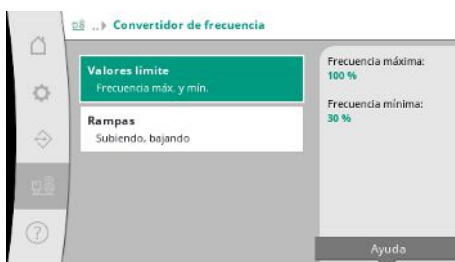 ..▸ Convertidor de frecuencia
Valores límite
Frecuencia máx. y mín.
Rampas
Subiendo, bajando
Frecuencia máxima:
100 %
Frecuencia mínima:
30 %
?
Ayuda